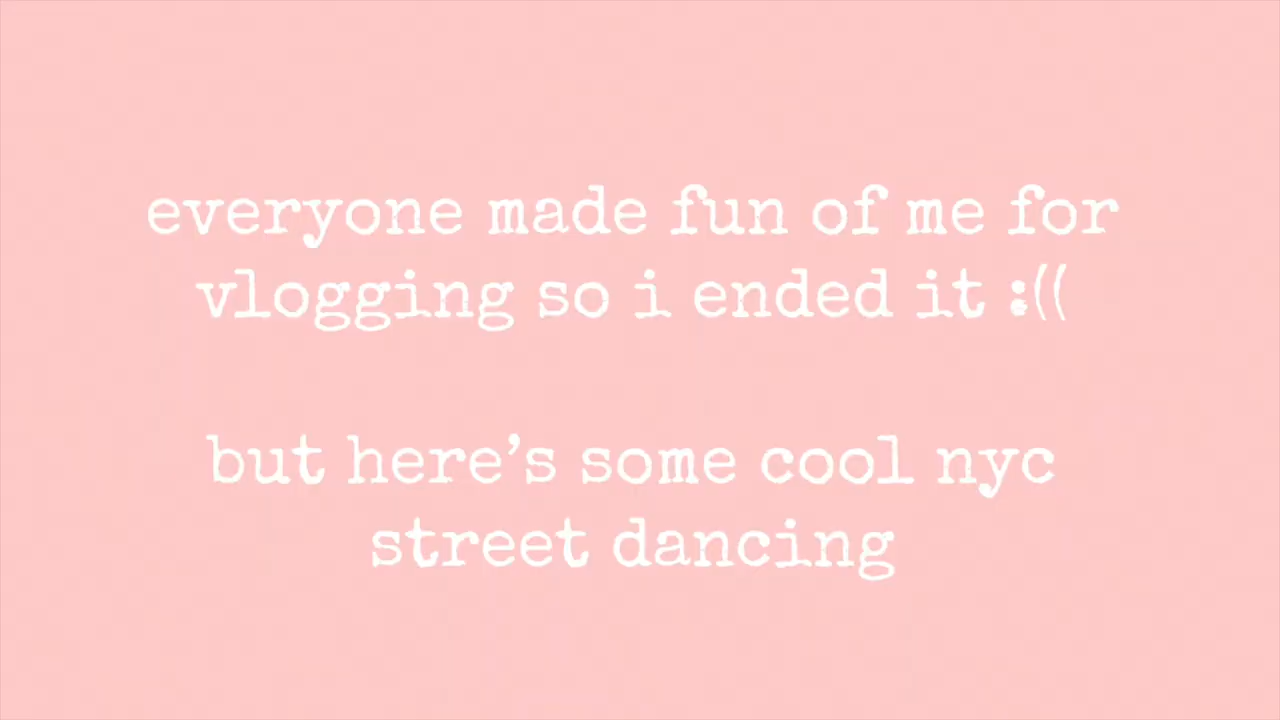 everyone made fun of me for
vlogging so i ended it :((
but here’s some cool nyc
street dancing